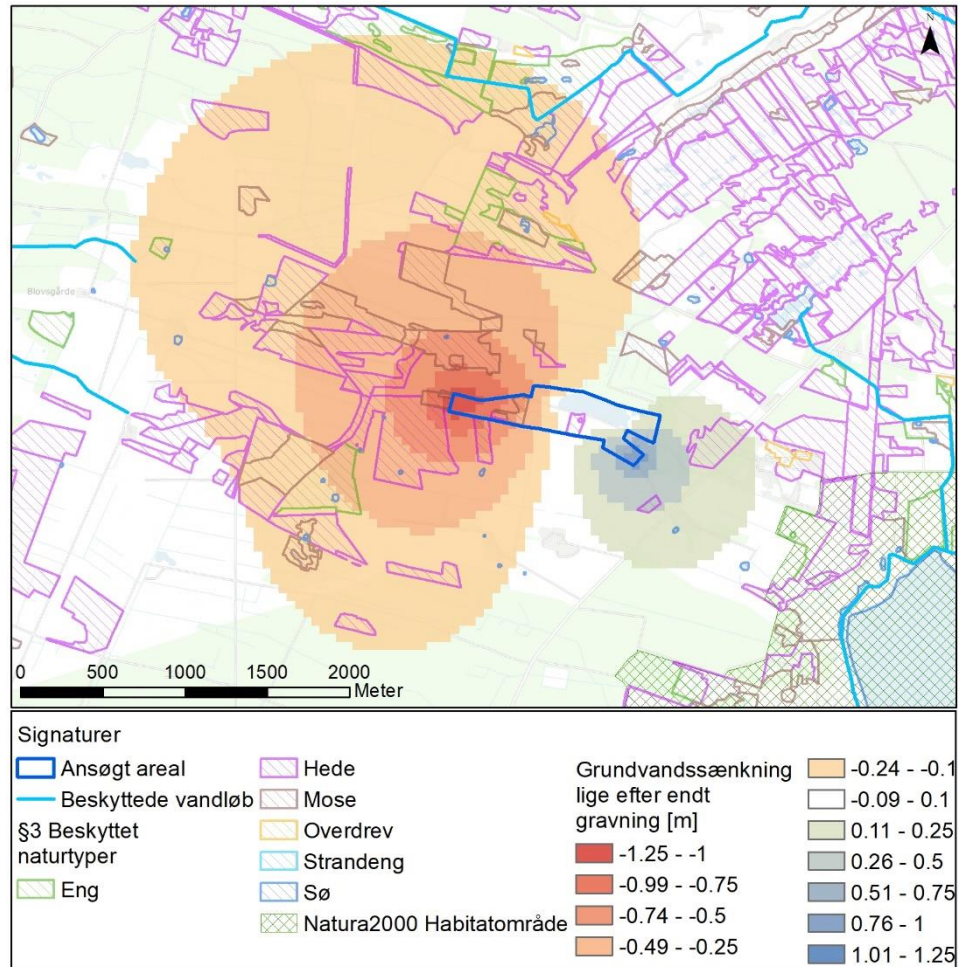 N
Blovsgårde
0 500 1000 1500 2000
Meter
Signaturer
Ansøgt areal
Beskyttede vandløb
§3 Beskyttet
naturtyper
Eng
Hede
Mose
Overdrev
Strandeng
Sø
Natura2000 Habitatområde
Grundvandssænkning
lige efter endt
gravning [m]
-1.25 - -1
-0.99 - -0.75
-0.74 - -0.5
-0.49 - -0.25
-0.24 - -0.1
-0.09 - 0.1
0.11 - 0.25
0.26 - 0.5
0.51 - 0.75
0.76 - 1
1.01 - 1.25